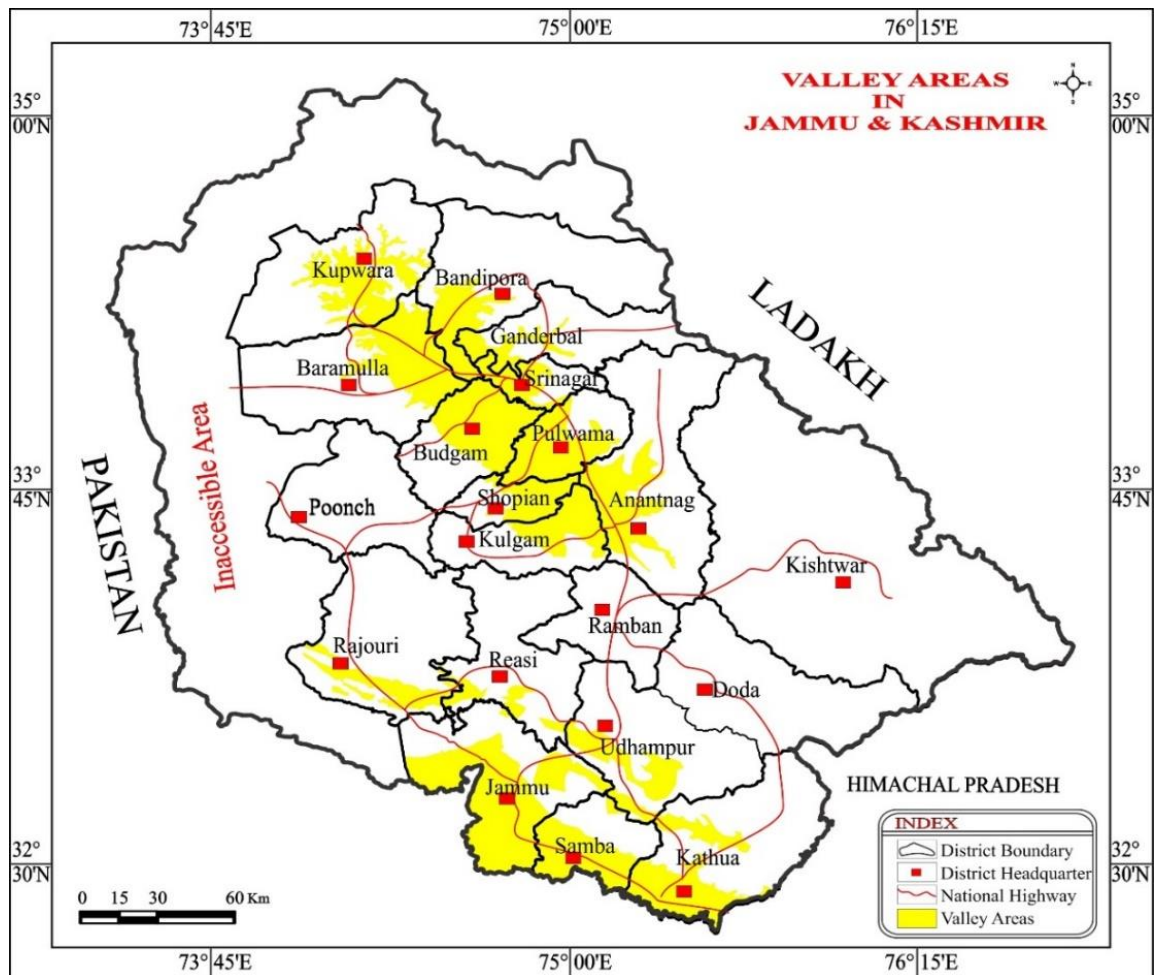 73°45'E
75°00'E
76°15'E
VALLEY AREAS
IN
JAMMU & KASHMIR
N
W
E
S
35°
00'N
35°
00'N
Kupwara
Bandipora
LADAKH
Ganderbal
Baramulla
Srinagar
Budgam
Pulwama
33°
45'N
33°
45'N
PAKISTAN
Inaccessible Area
Poonch
Shopian
Anantnag
Kulgam
Kishtwar
Ramban
Rajouri
Reasi
Doda
Udhampur
HIMACHAL PRADESH
Jammu
Samba
Kathua
32°
30'N
32°
30'N
INDEX
District Boundary
District Headquarter
National Highway
Valley Areas
0 15 30 60 Km
73°45'E
75°00'E
76°15'E